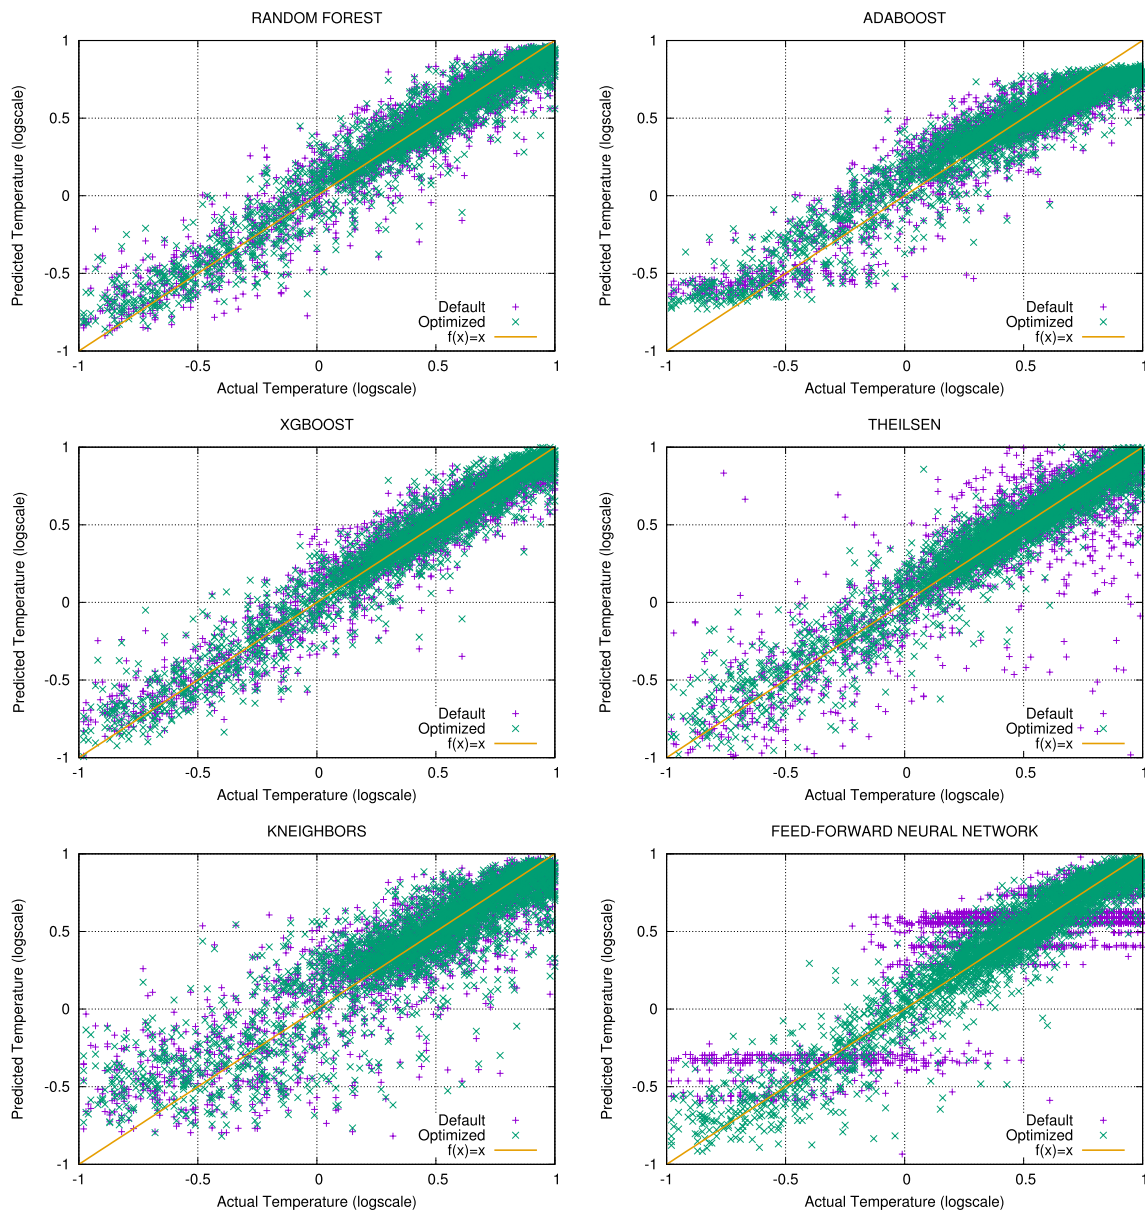 RANDOM FOREST
1
0.5
0
-0.5
-1
-1
-0.5
0
0.5
1
Predicted Temperature (logscale)
Actual Temperature (logscale)
Default
Optimized
f(x)=x
ADABOOST
1
0.5
0
-0.5
-1
-1
-0.5
0
0.5
1
Predicted Temperature (logscale)
Actual Temperature (logscale)
Default
Optimized
f(x)=x
XGBOOST
1
0.5
0
-0.5
-1
-1
-0.5
0
0.5
1
Predicted Temperature (logscale)
Actual Temperature (logscale)
Default
Optimized
f(x)=x
THEILSEN
1
0.5
0
-0.5
-1
-1
-0.5
0
0.5
1
Predicted Temperature (logscale)
Actual Temperature (logscale)
Default
Optimized
f(x)=x
KNEIGHBORS
1
0.5
0
-0.5
-1
-1
-0.5
0
0.5
1
Predicted Temperature (logscale)
Actual Temperature (logscale)
Default
Optimized
f(x)=x
FEED-FORWARD NEURAL NETWORK
1
0.5
0
-0.5
-1
-1
-0.5
0
0.5
1
Predicted Temperature (logscale)
Actual Temperature (logscale)
Default
Optimized
f(x)=x